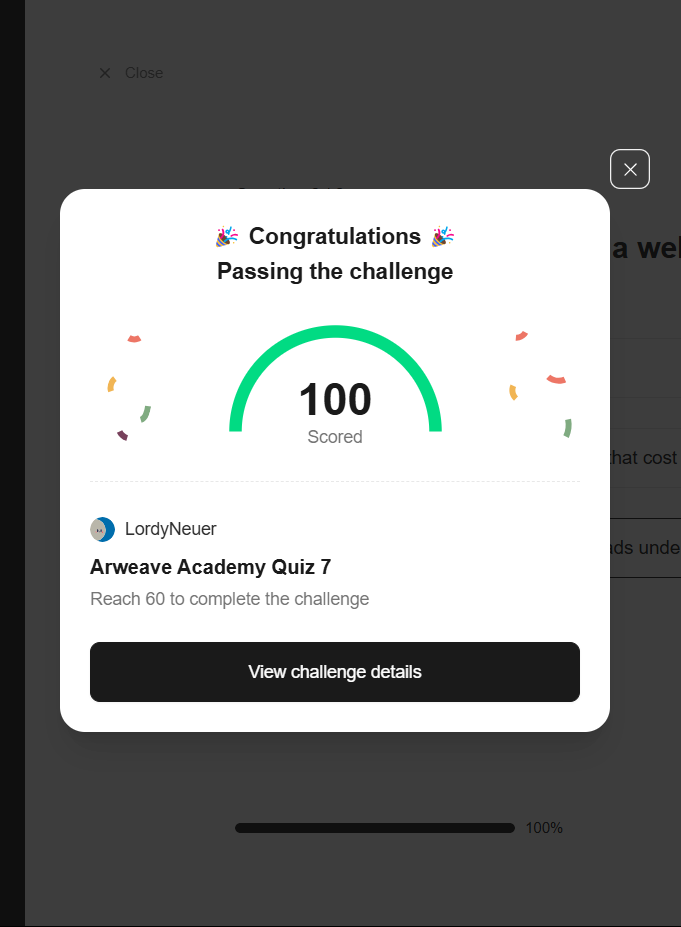 Close
a wel
🎉 Congratulations 🎉
Passing the challenge
100
Scored
that cost
LordyNeuer
ads unde
Arweave Academy Quiz 7
Reach 60 to complete the challenge
View challenge details
100%